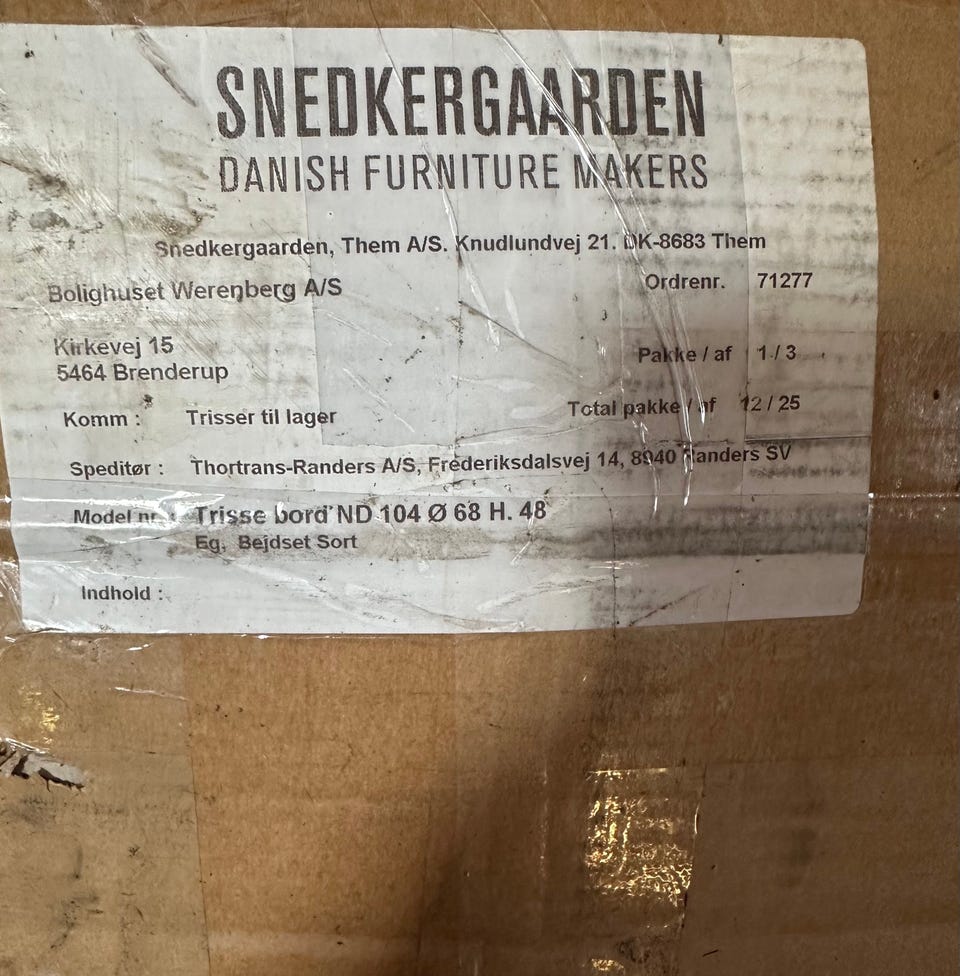 SNEDKERGAARDEN
DANISH FURNITURE MAKERS
Snedkergaarden, Them A/S. Knudlundvej 21. DK-8683 Them
Bolighuset Werenberg A/S
Ordrenr. 71277
Kirkevej 15
5464 Brenderup
Pakke / af 1 / 3
Komm : Trisser til lager
Total pakke / af 12 / 25
Speditør : Thortrans-Randers A/S, Frederiksdalsvej 14, 8940 Randers SV
Model nr. : Trisse bord ND 104 Ø 68 H. 48
Eg, Bejdset Sort
Indhold :